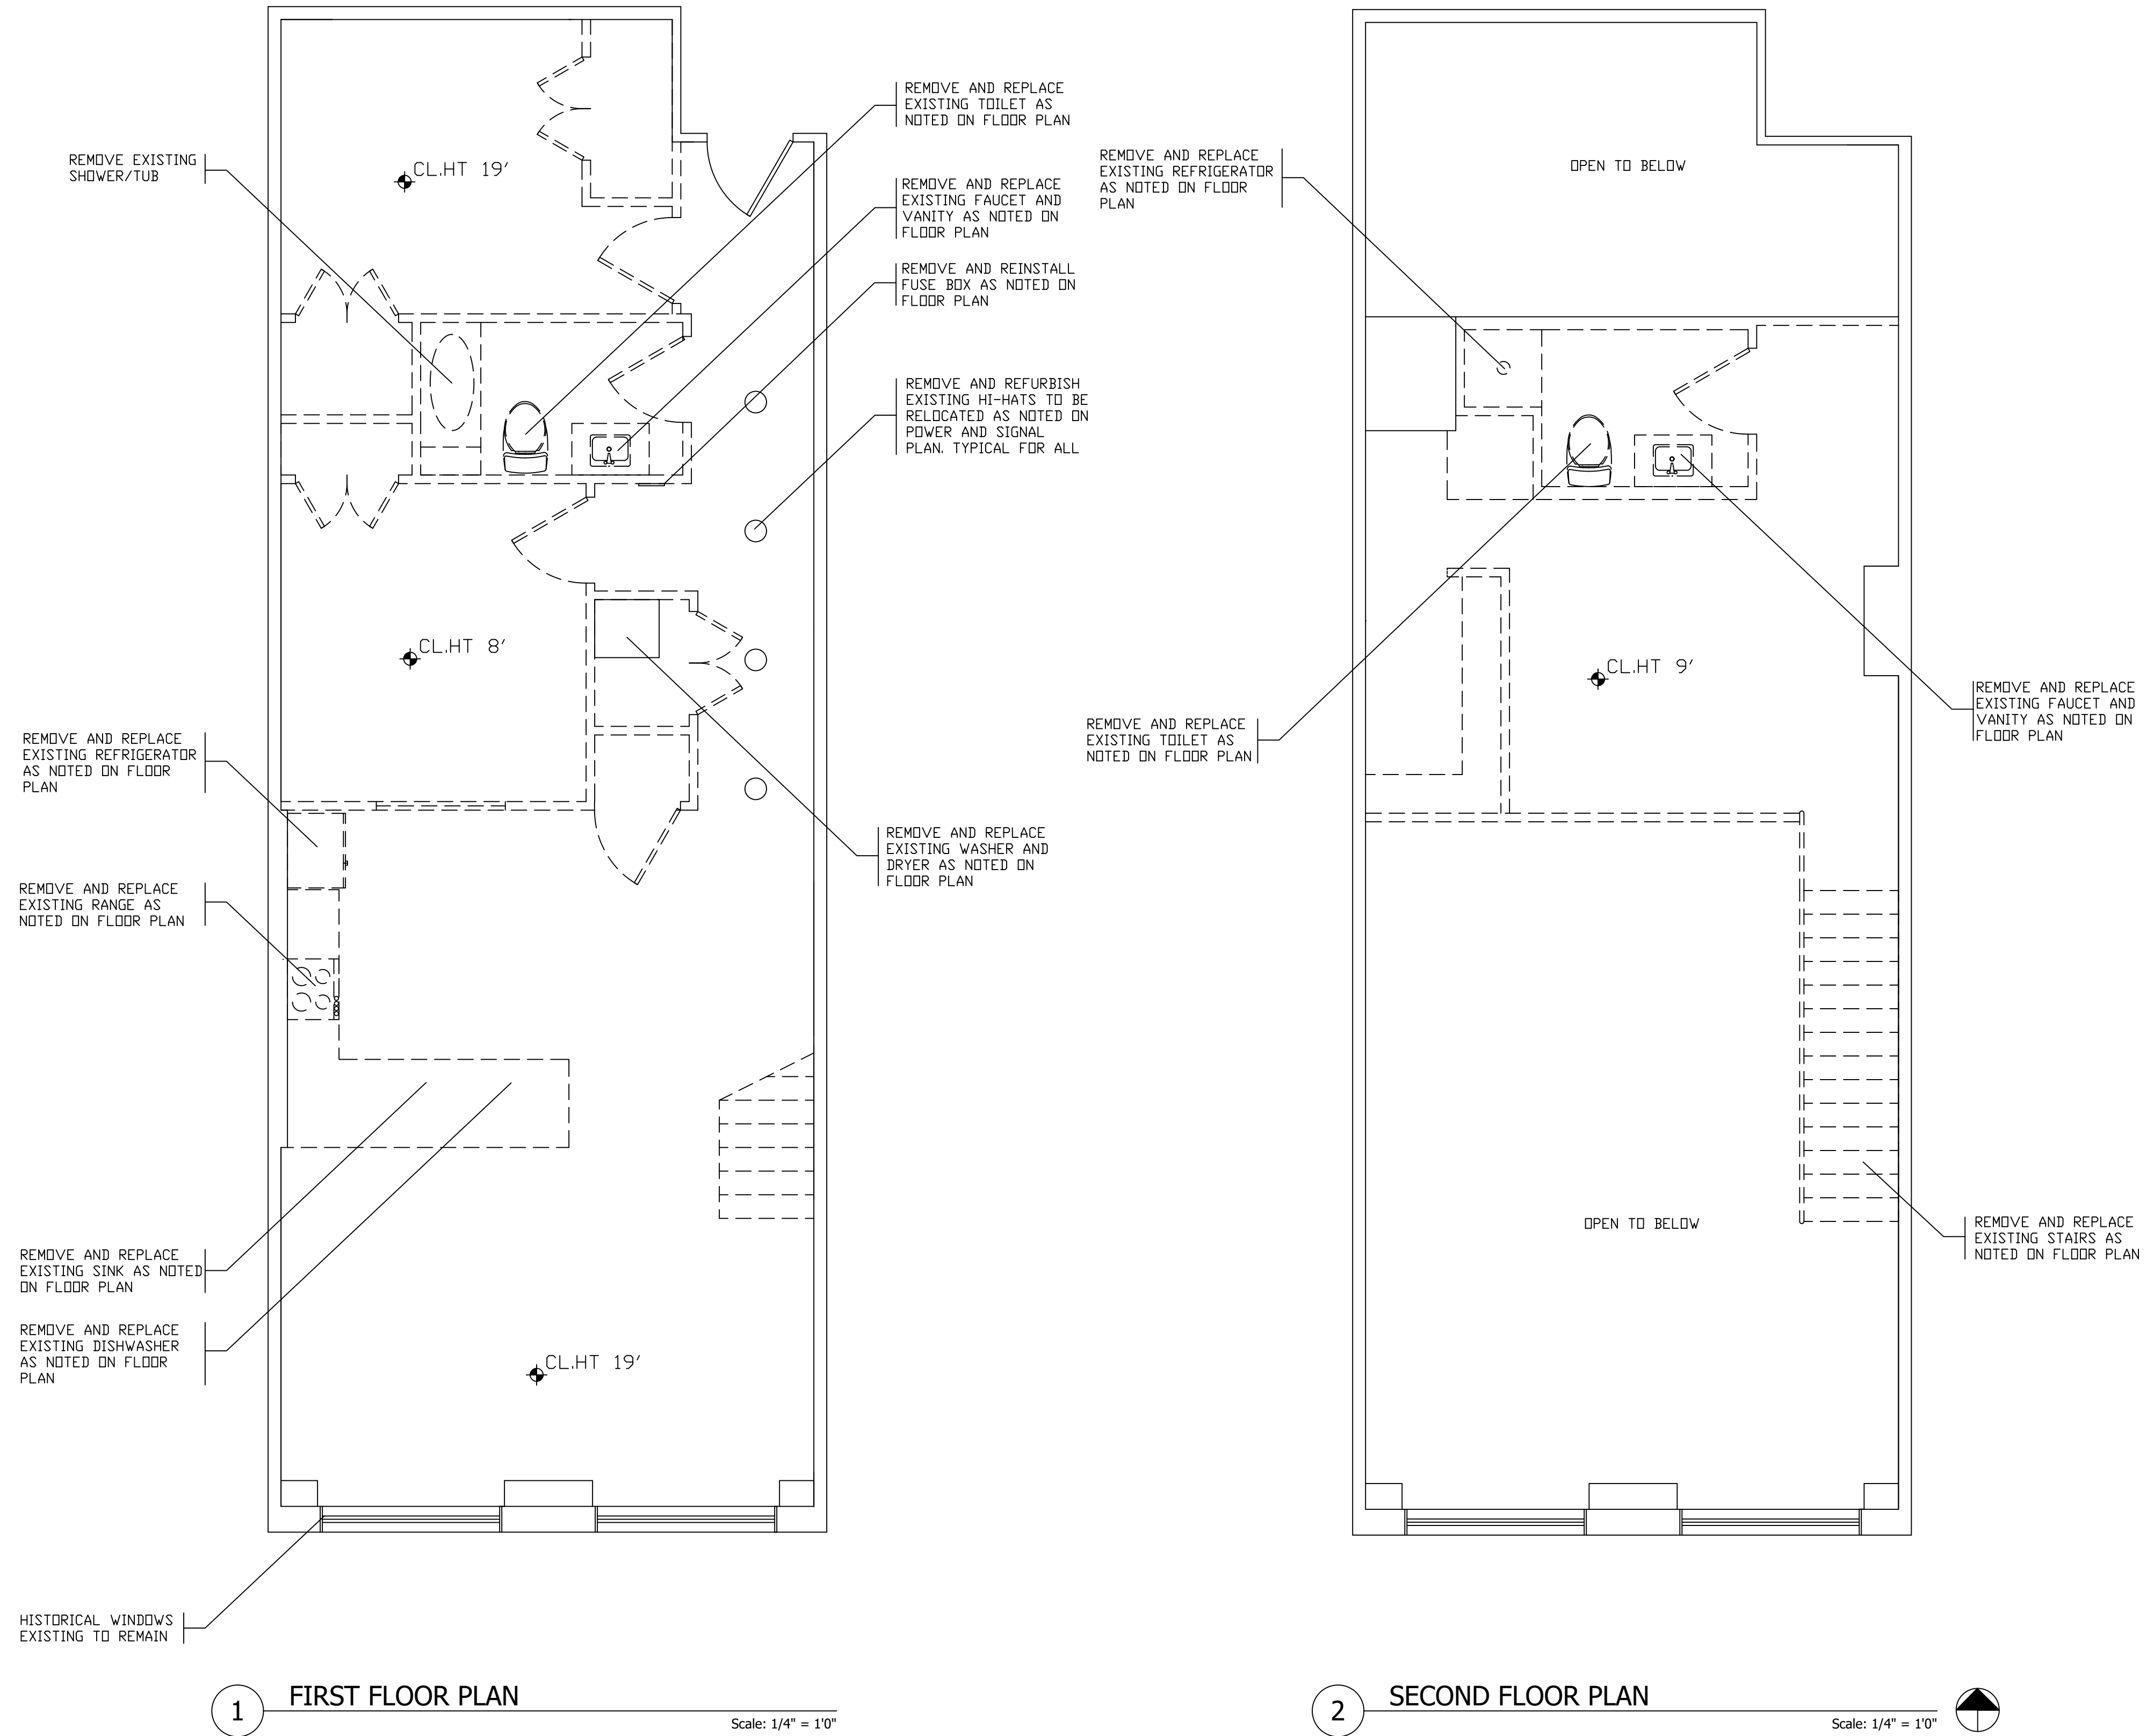 REMOVE EXISTING
SHOWER/TUB
CL.HT 19'
REMOVE AND REPLACE
EXISTING TOILET AS
NOTED ON FLOOR PLAN
REMOVE AND REPLACE
EXISTING FAUCET AND
VANITY AS NOTED ON
FLOOR PLAN
REMOVE AND REINSTALL
FUSE BOX AS NOTED ON
FLOOR PLAN
REMOVE AND REFURBISH
EXISTING HI-HATS TO BE
RELOCATED AS NOTED ON
POWER AND SIGNAL
PLAN. TYPICAL FOR ALL
CL.HT 8'
REMOVE AND REPLACE
EXISTING REFRIGERATOR
AS NOTED ON FLOOR
PLAN
REMOVE AND REPLACE
EXISTING RANGE AS
NOTED ON FLOOR PLAN
REMOVE AND REPLACE
EXISTING WASHER AND
DRYER AS NOTED ON
FLOOR PLAN
REMOVE AND REPLACE
EXISTING SINK AS NOTED
ON FLOOR PLAN
REMOVE AND REPLACE
EXISTING DISHWASHER
AS NOTED ON FLOOR
PLAN
CL.HT 19'
HISTORICAL WINDOWS
EXISTING TO REMAIN
1
FIRST FLOOR PLAN
Scale: 1/4" = 1'0"
REMOVE AND REPLACE
EXISTING REFRIGERATOR
AS NOTED ON FLOOR
PLAN
OPEN TO BELOW
CL.HT 9'
REMOVE AND REPLACE
EXISTING TOILET AS
NOTED ON FLOOR PLAN
REMOVE AND REPLACE
EXISTING FAUCET AND
VANITY AS NOTED ON
FLOOR PLAN
OPEN TO BELOW
REMOVE AND REPLACE
EXISTING STAIRS AS
NOTED ON FLOOR PLAN
2
SECOND FLOOR PLAN
Scale: 1/4" = 1'0"